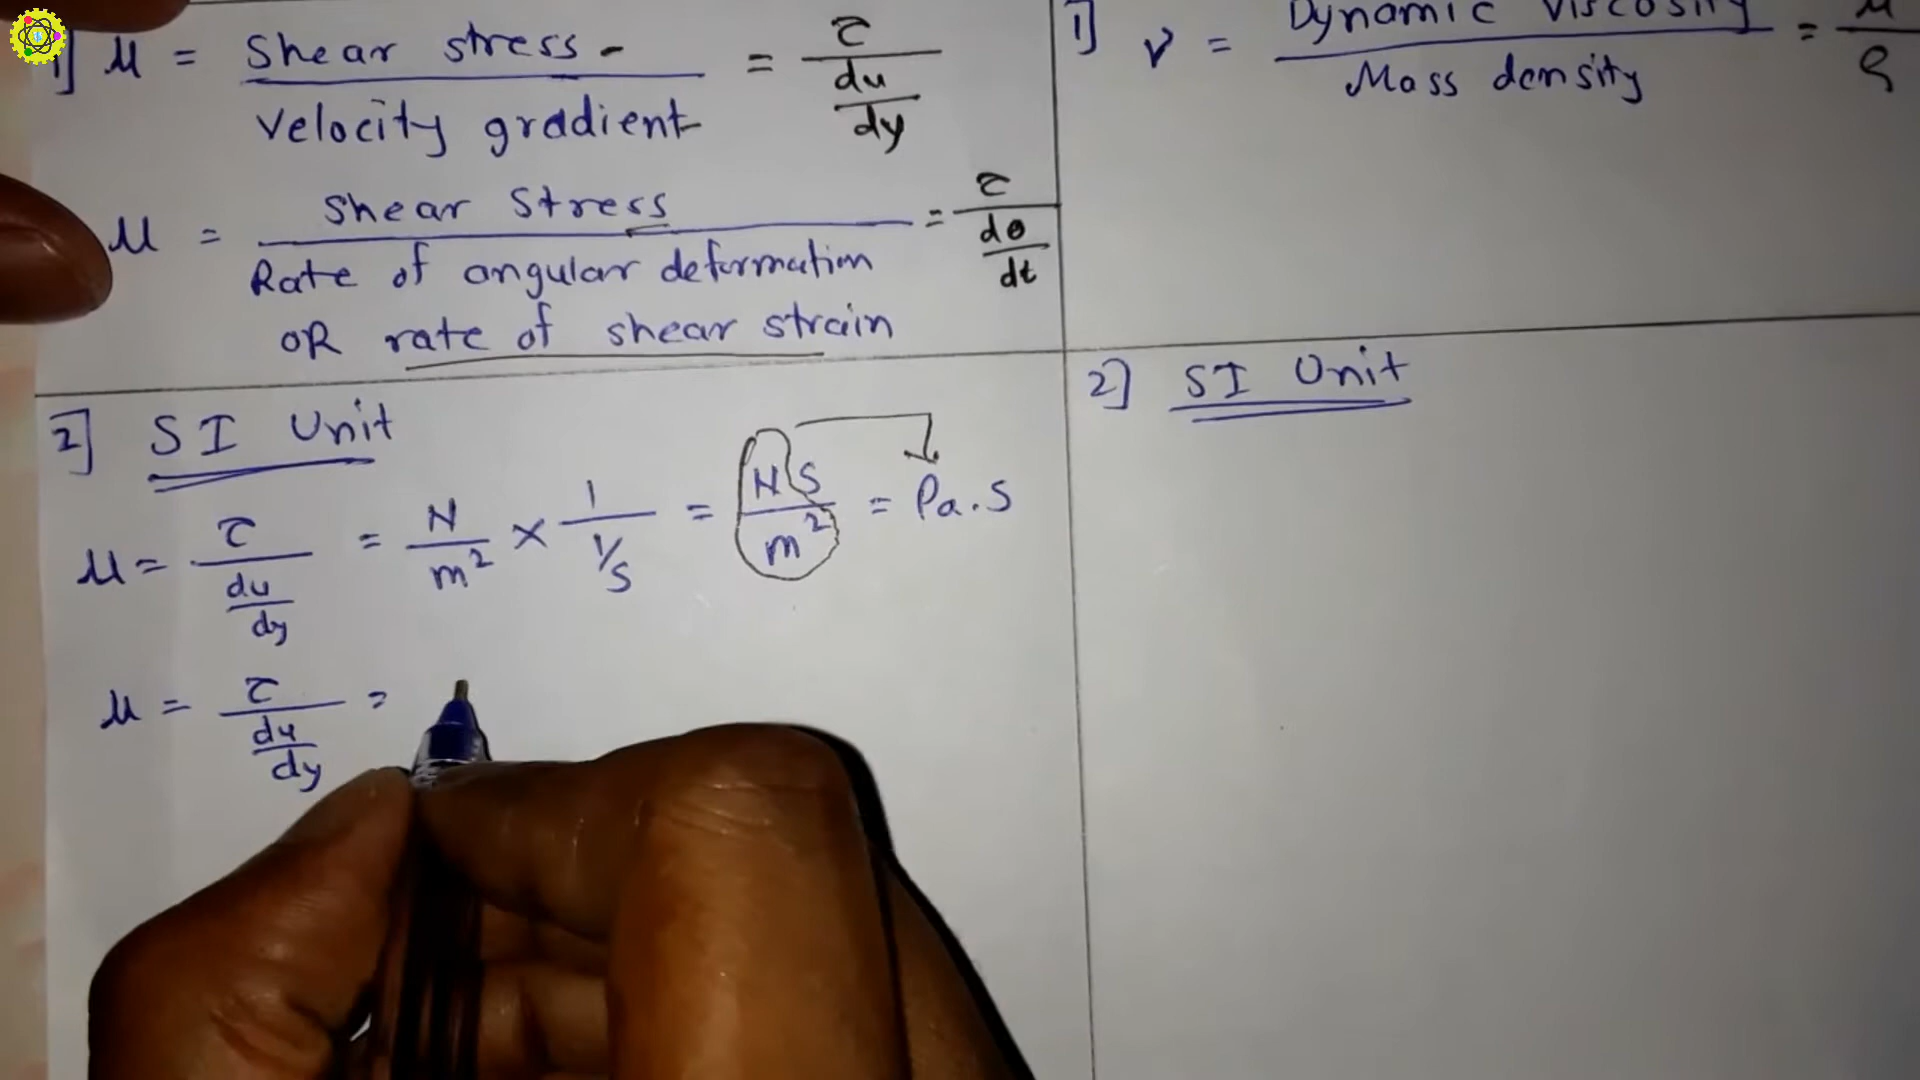 1] μ = Shear stress / Velocity gradient = τ / (du/dy)
μ = Shear Stress / Rate of angular deformation = τ / (dθ/dt)
OR rate of shear strain
2] SI Unit
μ = τ / (du/dy) = N/m² × 1 / (1/s) = NS/m² = Pa.S
μ = τ / (du/dy) =
1] ν = Dynamic Viscosity / Mass density = μ/ρ
2] SI Unit